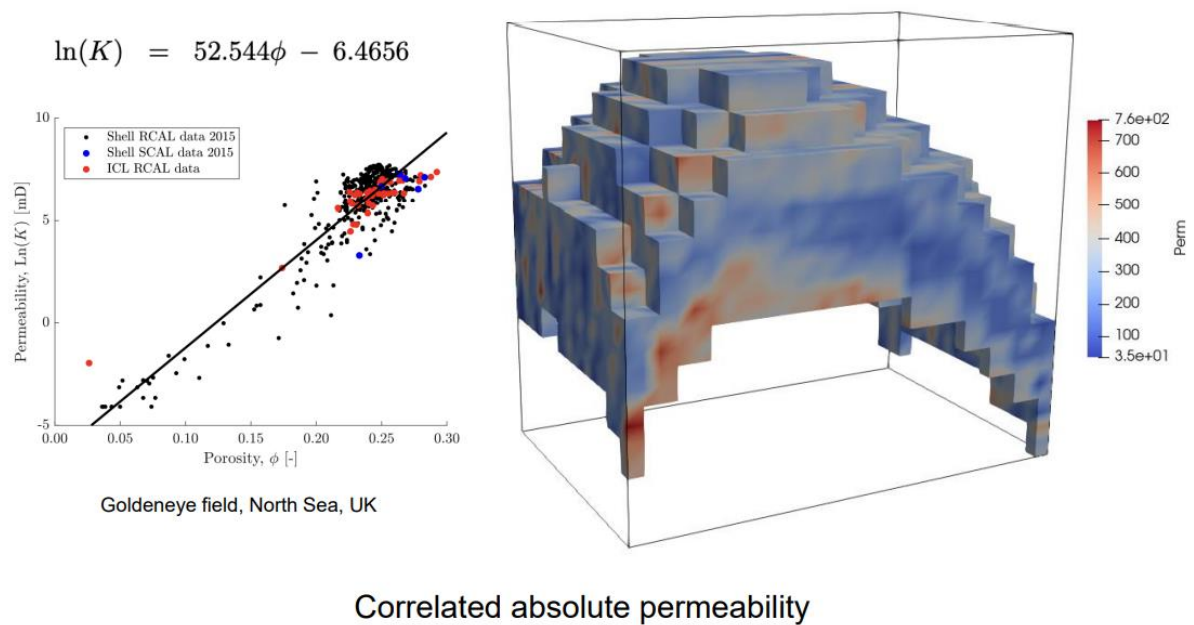 ln(K) = 52.544ϕ − 6.4656
10
5
0
-5
Permeability, Ln(K) [mD]
Shell RCAL data 2015
Shell SCAL data 2015
ICL RCAL data
0.00 0.05 0.10 0.15 0.20 0.25 0.30
Porosity, ϕ [-]
Goldeneye field, North Sea, UK
7.6e+02
700
600
500
400
300
200
100
3.5e+01
Perm
Correlated absolute permeability